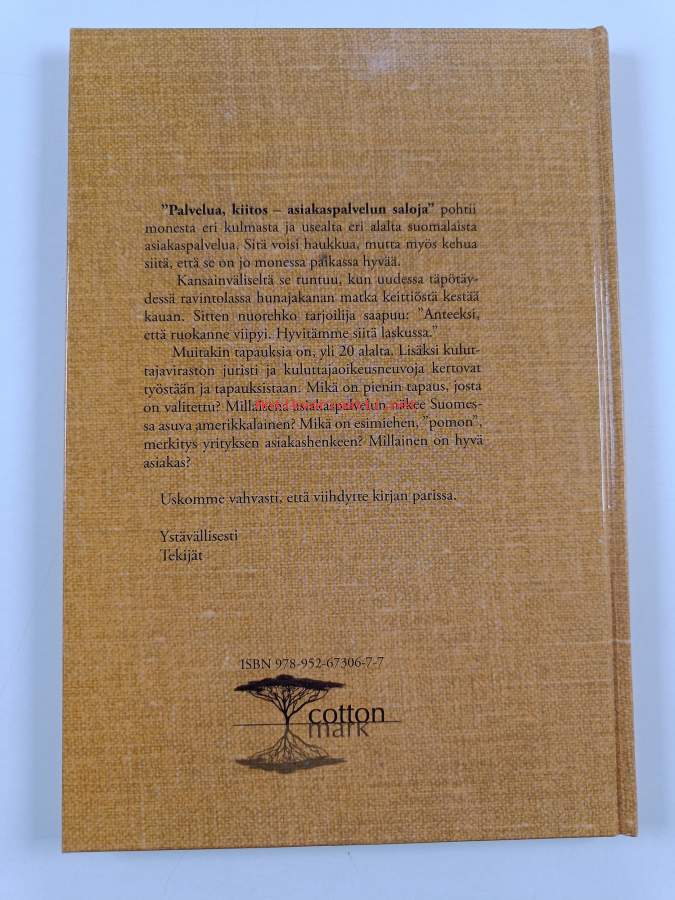 "Palvelua, kiitos – asiakaspalvelun saloja" pohtii
monesta eri kulmasta ja usealta eri alalta suomalaista
asiakaspalvelua. Sitä voisi haukkua, mutta myös kehua
siitä, että se on jo monessa paikassa hyvää.
Kansainväliseltä se tuntuu, kun uudessa täpötäy-
dessä ravintolassa hunajakanan matka keittiöstä kestää
kauan. Sitten nuorehko tarjoilija saapuu: "Anteeksi,
että ruokanne viipyi. Hyvitämme siitä laskussa."
Muitakin tapauksia on, yli 20 alalta. Lisäksi kulut-
tajaviraston juristi ja kuluttajaoikeusneuvoja kertovat
työstään ja tapauksistaan. Mikä on pienin tapaus, josta
on valitettu? Millaisena asiakaspalvelun näkee Suomes-
sa asuva amerikkalainen? Mikä on esimiehen, "pomon",
merkitys yrityksen asiakashenkeen? Millainen on hyvä
asiakas?
Uskomme vahvasti, että viihdytte kirjan parissa.
Ystävällisesti
Tekijät
ISBN 978-952-67306-7-7
cotton
mark